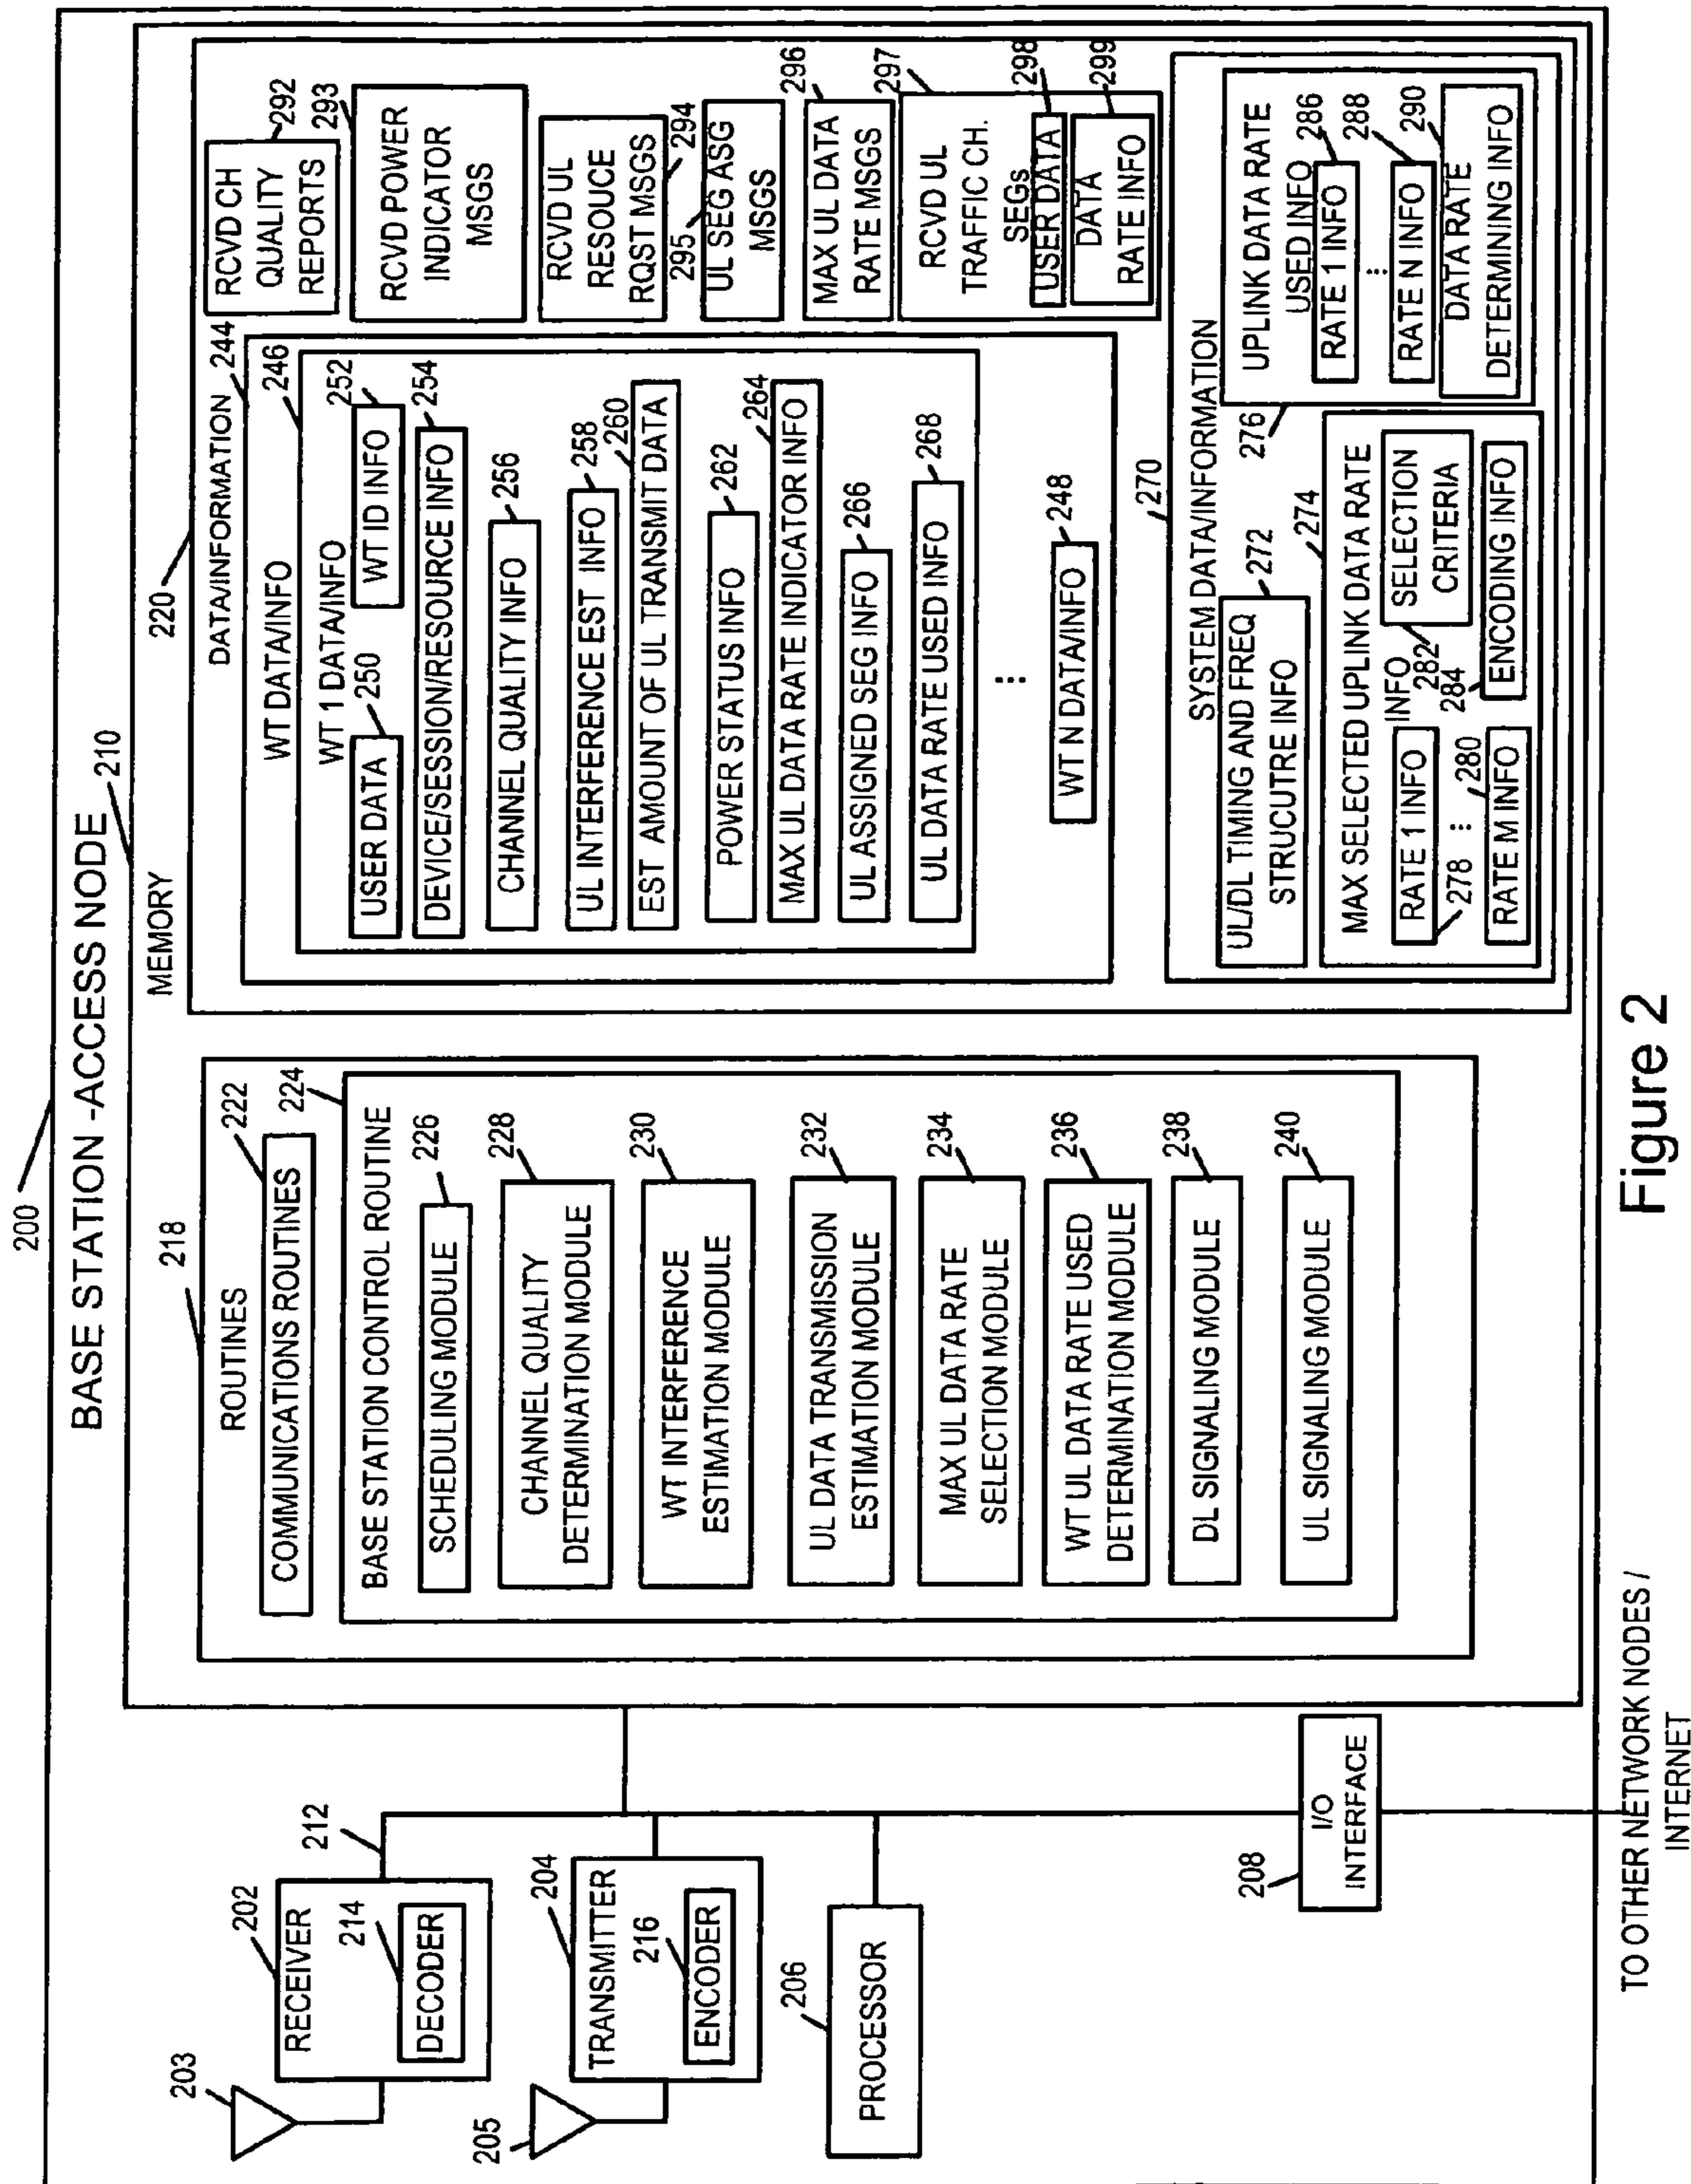 200
BASE STATION -ACCESS NODE
210
MEMORY
203
202
RECEIVER
214
DECODER
212
205
204
TRANSMITTER
216
ENCODER
206
PROCESSOR
208
I/O
INTERFACE
TO OTHER NETWORK NODES /
INTERNET
218
ROUTINES
222
COMMUNICATIONS ROUTINES
224
BASE STATION CONTROL ROUTINE
226
SCHEDULING MODULE
228
CHANNEL QUALITY
DETERMINATION MODULE
230
WT INTERFERENCE
ESTIMATION MODULE
232
UL DATA TRANSMISSION
ESTIMATION MODULE
234
MAX UL DATA RATE
SELECTION MODULE
236
WT UL DATA RATE USED
DETERMINATION MODULE
238
DL SIGNALING MODULE
240
UL SIGNALING MODULE
220
DATA/INFORMATION
244
WT DATA/INFO
246
WT 1 DATA/INFO
250
USER DATA
252
WT ID INFO
254
DEVICE/SESSION/RESOURCE INFO
256
CHANNEL QUALITY INFO
258
UL INTERFERENCE EST INFO
260
EST AMOUNT OF UL TRANSMIT DATA
262
POWER STATUS INFO
264
MAX UL DATA RATE INDICATOR INFO
266
UL ASSIGNED SEG INFO
268
UL DATA RATE USED INFO
...
248
WT N DATA/INFO
292
RCVD CH
QUALITY
REPORTS
293
RCVD POWER
INDICATOR
MSGS
RCVD UL
RESOUCE
RQST MSGS
294
295
UL SEG ASG
MSGS
296
MAX UL DATA
RATE MSGS
297
RCVD UL
TRAFFIC CH.
SEGs
298
USER DATA
299
DATA
RATE INFO
270
SYSTEM DATA/INFORMATION
272
UL/DL TIMING AND FREQ
STRUCUTRE INFO
274
MAX SELECTED UPLINK DATA RATE
INFO
RATE 1 INFO
278
...
280
RATE M INFO
282
SELECTION
CRITERIA
284
ENCODING INFO
276
UPLINK DATA RATE
USED INFO
286
RATE 1 INFO
...
288
RATE N INFO
290
DATA RATE
DETERMINING INFO
Figure 2